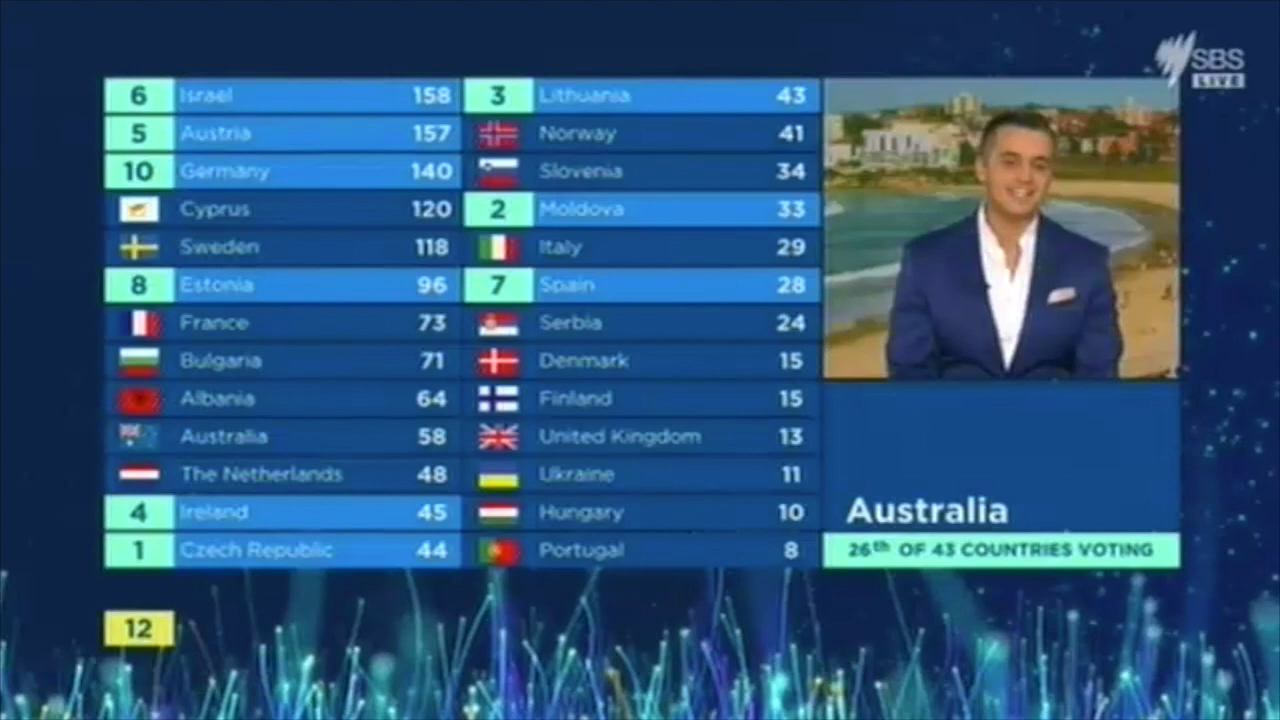 SBS
LIVE
6 Israel 158
5 Austria 157
10 Germany 140
Cyprus 120
Sweden 118
8 Estonia 96
France 73
Bulgaria 71
Albania 64
Australia 58
The Netherlands 48
4 Ireland 45
1 Czech Republic 44
3 Lithuania 43
Norway 41
Slovenia 34
2 Moldova 33
Italy 29
7 Spain 28
Serbia 24
Denmark 15
Finland 15
United Kingdom 13
Ukraine 11
Hungary 10
Portugal 8
Australia
26th OF 43 COUNTRIES VOTING
12